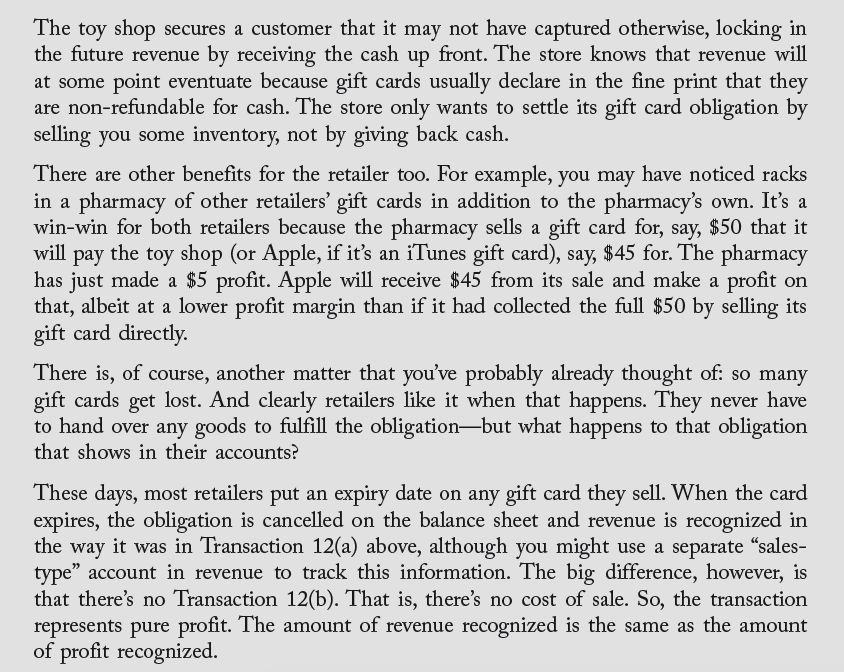 The toy shop secures a customer that it may not have captured otherwise, locking in
the future revenue by receiving the cash up front. The store knows that revenue will
at some point eventuate because gift cards usually declare in the fine print that they
are non-refundable for cash. The store only wants to settle its gift card obligation by
selling you some inventory, not by giving back cash.
There are other benefits for the retailer too. For example, you may have noticed racks
in a pharmacy of other retailers’ gift cards in addition to the pharmacy’s own. It’s a
win-win for both retailers because the pharmacy sells a gift card for, say, $50 that it
will pay the toy shop (or Apple, if it’s an iTunes gift card), say, $45 for. The pharmacy
has just made a $5 profit. Apple will receive $45 from its sale and make a profit on
that, albeit at a lower profit margin than if it had collected the full $50 by selling its
gift card directly.
There is, of course, another matter that you’ve probably already thought of: so many
gift cards get lost. And clearly retailers like it when that happens. They never have
to hand over any goods to fulfill the obligation—but what happens to that obligation
that shows in their accounts?
These days, most retailers put an expiry date on any gift card they sell. When the card
expires, the obligation is cancelled on the balance sheet and revenue is recognized in
the way it was in Transaction 12(a) above, although you might use a separate “sales-
type” account in revenue to track this information. The big difference, however, is
that there’s no Transaction 12(b). That is, there’s no cost of sale. So, the transaction
represents pure profit. The amount of revenue recognized is the same as the amount
of profit recognized.